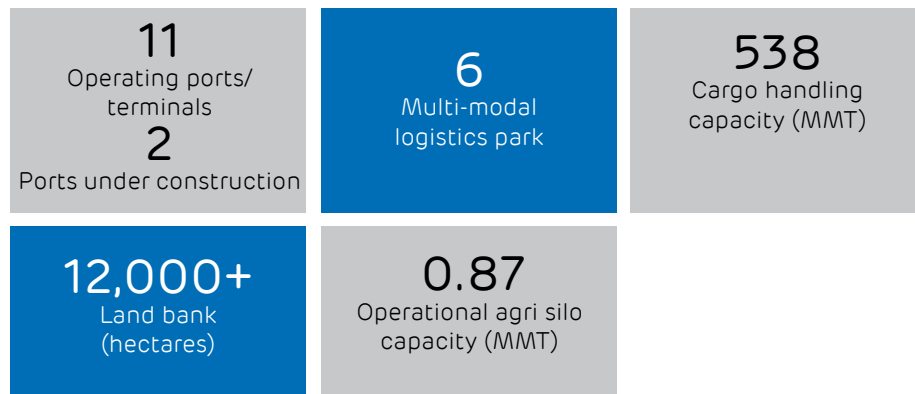 11
Operating ports/
terminals
2
Ports under construction
6
Multi-modal
logistics park
538
Cargo handling
capacity (MMT)
12,000+
Land bank
(hectares)
0.87
Operational agri silo
capacity (MMT)